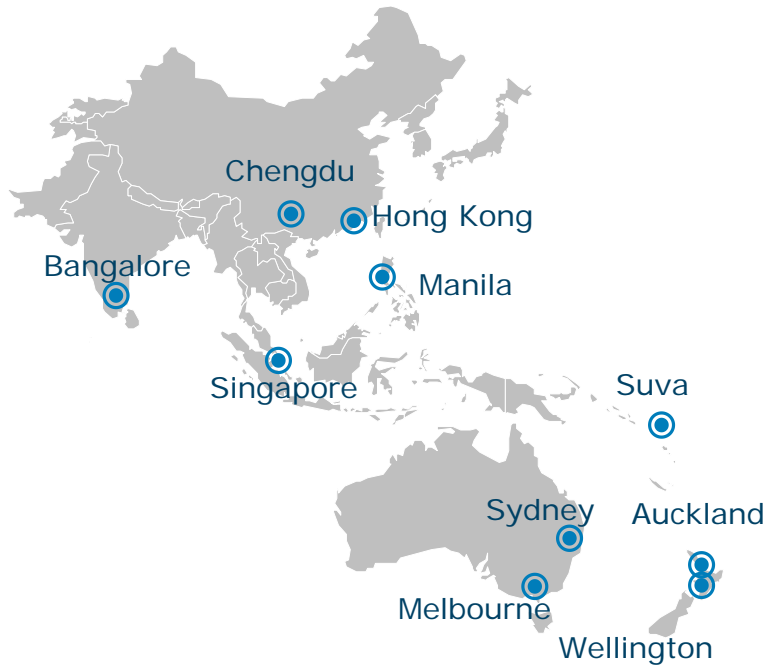 Chengdu
Hong Kong
Bangalore
Manila
Singapore
Suva
Sydney
Auckland
Melbourne
Wellington